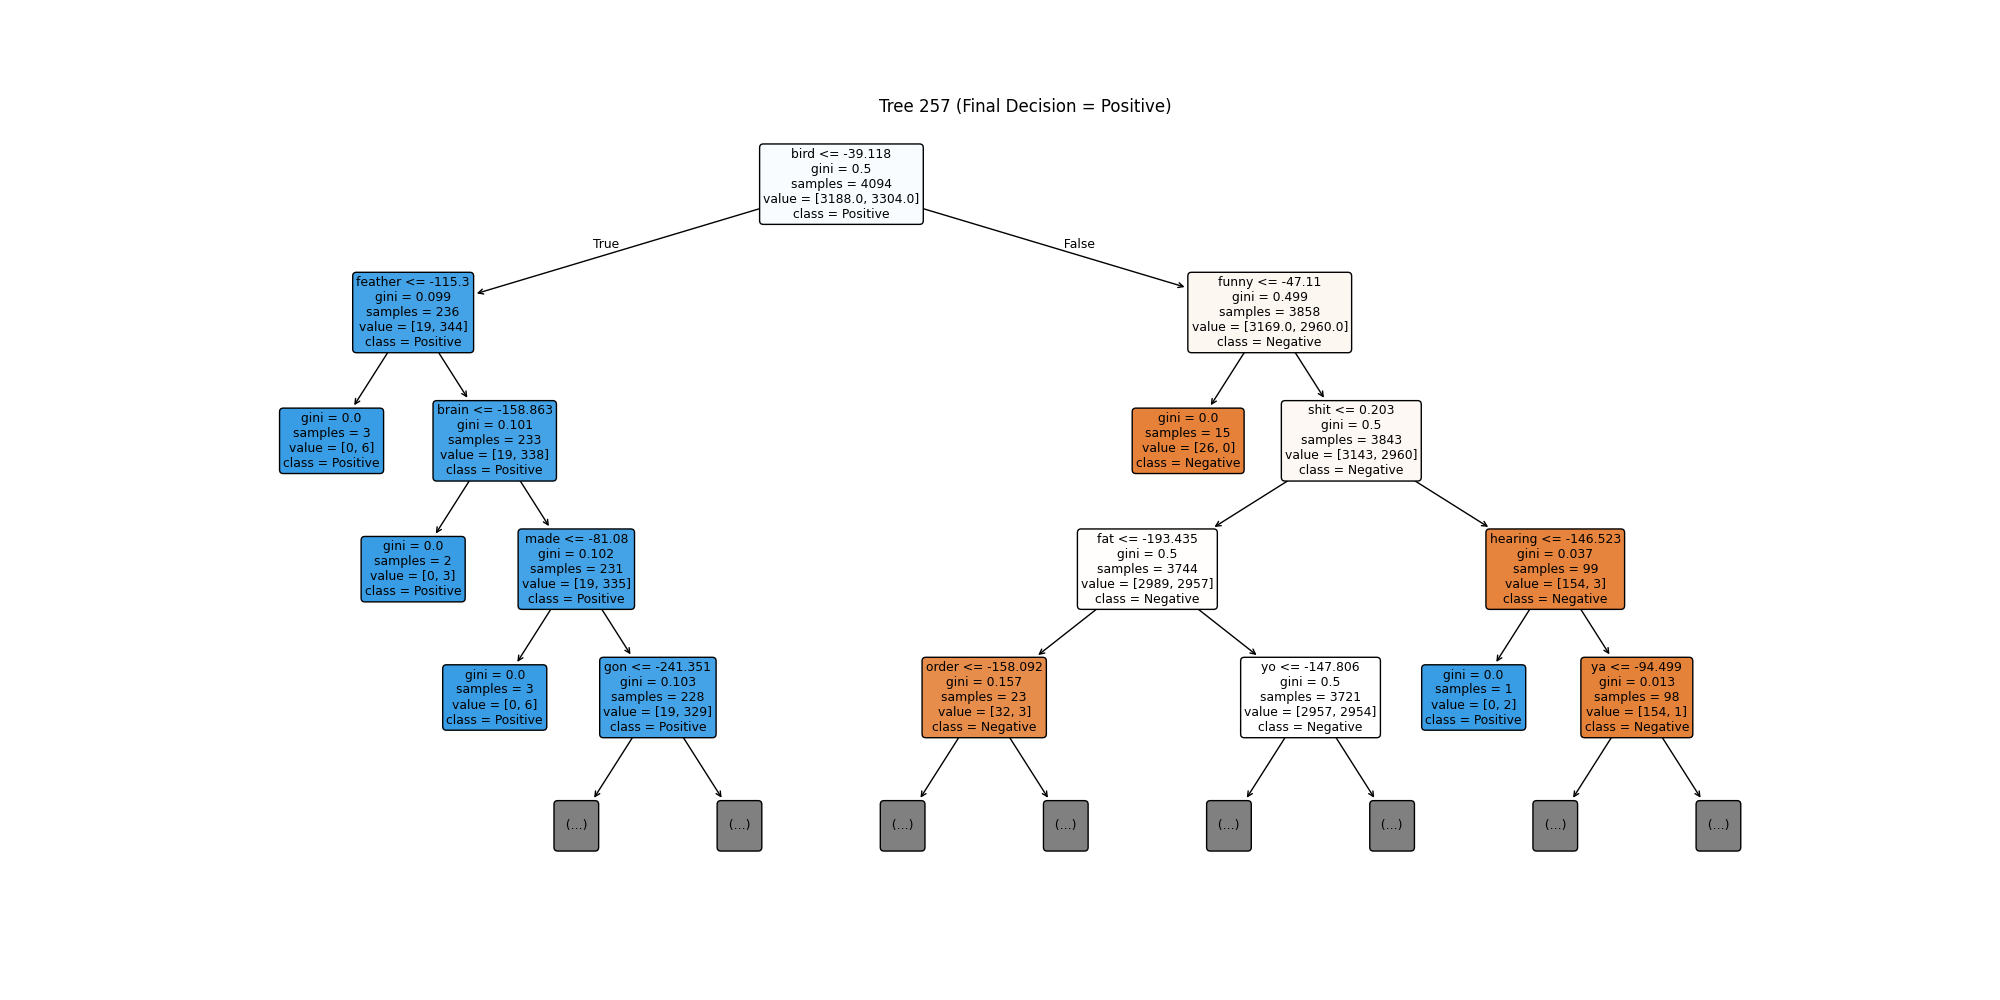 Tree 257 (Final Decision = Positive)
bird <= -39.118
gini = 0.5
samples = 4094
value = [3188.0, 3304.0]
class = Positive
True
False
feather <= -115.3
gini = 0.099
samples = 236
value = [19, 344]
class = Positive
funny <= -47.11
gini = 0.499
samples = 3858
value = [3169.0, 2960.0]
class = Negative
gini = 0.0
samples = 3
value = [0, 6]
class = Positive
brain <= -158.863
gini = 0.101
samples = 233
value = [19, 338]
class = Positive
gini = 0.0
samples = 15
value = [26, 0]
class = Negative
shit <= 0.203
gini = 0.5
samples = 3843
value = [3143, 2960]
class = Negative
gini = 0.0
samples = 2
value = [0, 3]
class = Positive
made <= -81.08
gini = 0.102
samples = 231
value = [19, 335]
class = Positive
fat <= -193.435
gini = 0.5
samples = 3744
value = [2989, 2957]
class = Negative
hearing <= -146.523
gini = 0.037
samples = 99
value = [154, 3]
class = Negative
gini = 0.0
samples = 3
value = [0, 6]
class = Positive
gon <= -241.351
gini = 0.103
samples = 228
value = [19, 329]
class = Positive
order <= -158.092
gini = 0.157
samples = 23
value = [32, 3]
class = Negative
yo <= -147.806
gini = 0.5
samples = 3721
value = [2957, 2954]
class = Negative
gini = 0.0
samples = 1
value = [0, 2]
class = Positive
ya <= -94.499
gini = 0.013
samples = 98
value = [154, 1]
class = Negative
(...)
(...)
(...)
(...)
(...)
(...)
(...)
(...)